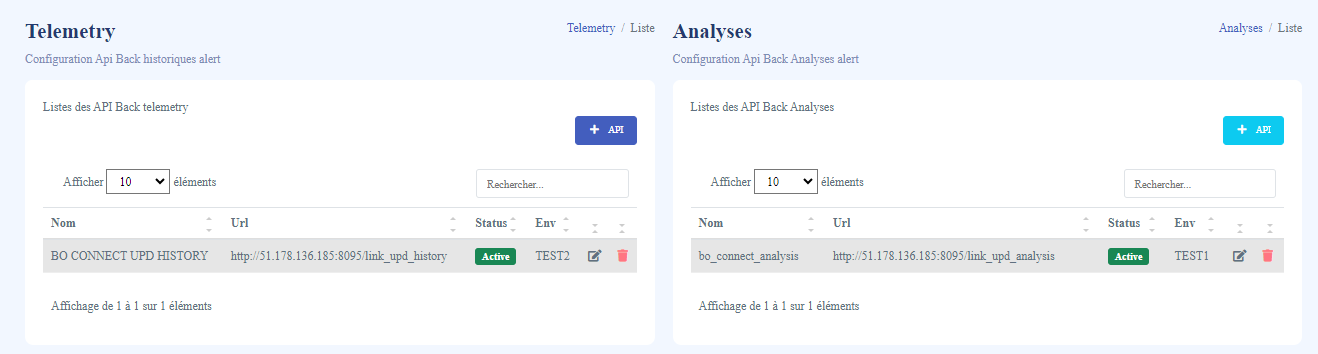 Telemetry
Telemetry / Liste
Configuration Api Back historiques alert
Listes des API Back telemetry
+ API
Afficher 10 éléments
Rechercher...
Nom Url Status Env
BO CONNECT UPD HISTORY http://51.178.136.185:8095/link_upd_history Active TEST2
Affichage de 1 à 1 sur 1 éléments
Analyses
Analyses / Liste
Configuration Api Back Analyses alert
Listes des API Back Analyses
+ API
Afficher 10 éléments
Rechercher...
Nom Url Status Env
bo_connect_analysis http://51.178.136.185:8095/link_upd_analysis Active TEST1
Affichage de 1 à 1 sur 1 éléments